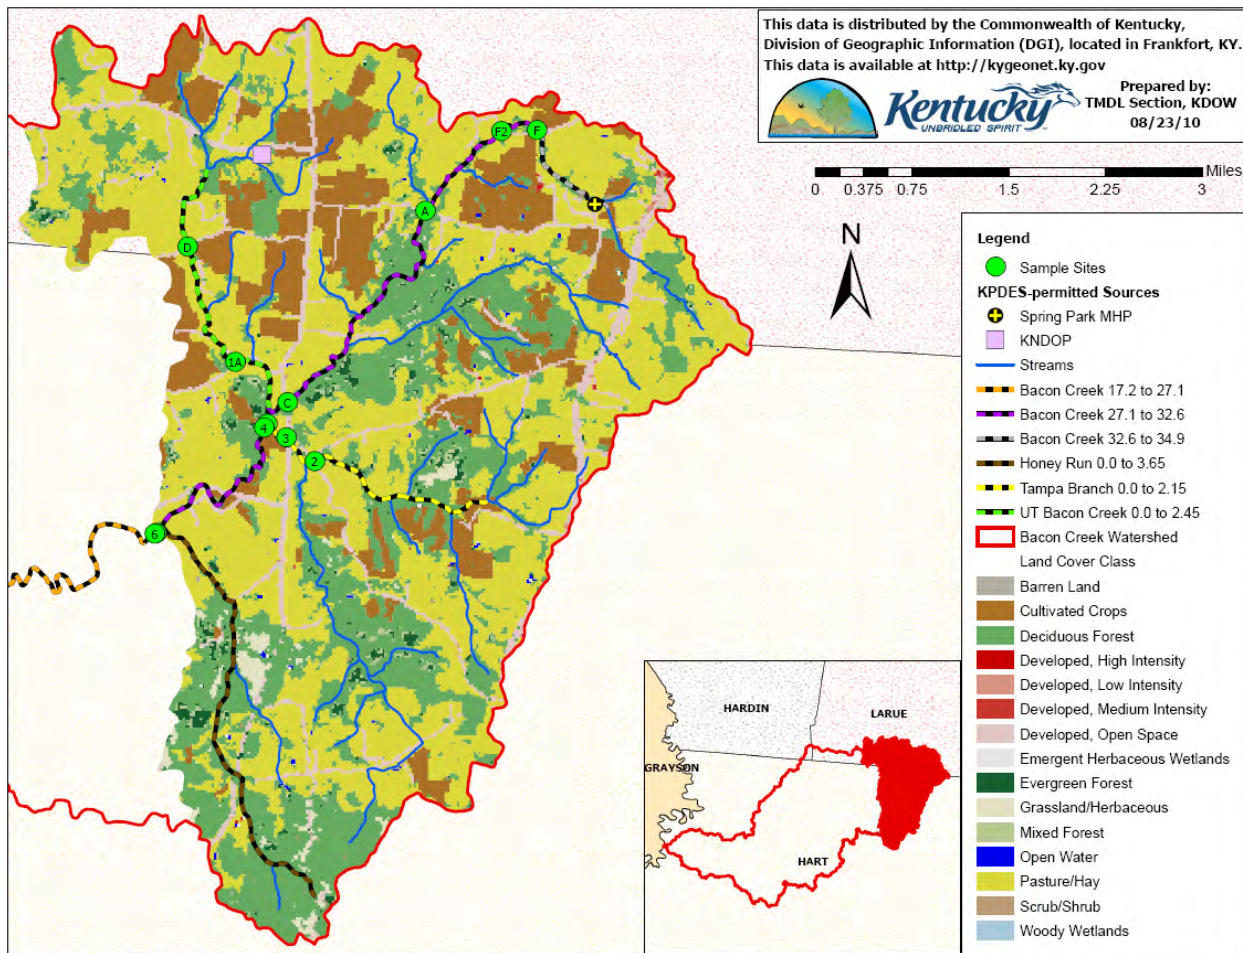 This data is distributed by the Commonwealth of Kentucky,
Division of Geographic Information (DGI), located in Frankfort, KY.
This data is available at http://kygeonet.ky.gov
Kentucky
UNBRIDLED SPIRIT
Prepared by:
TMDL Section, KDOW
08/23/10
Miles
0 0.375 0.75 1.5 2.25 3
N
F2
F
A
D
1A
C
4
3
2
6
Legend
Sample Sites
KPDES-permitted Sources
Spring Park MHP
KNDOP
Streams
Bacon Creek 17.2 to 27.1
Bacon Creek 27.1 to 32.6
Bacon Creek 32.6 to 34.9
Honey Run 0.0 to 3.65
Tampa Branch 0.0 to 2.15
UT Bacon Creek 0.0 to 2.45
Bacon Creek Watershed
Land Cover Class
Barren Land
Cultivated Crops
Deciduous Forest
Developed, High Intensity
Developed, Low Intensity
Developed, Medium Intensity
Developed, Open Space
Emergent Herbaceous Wetlands
Evergreen Forest
Grassland/Herbaceous
Mixed Forest
Open Water
Pasture/Hay
Scrub/Shrub
Woody Wetlands
HARDIN
LARUE
GRAYSON
HART